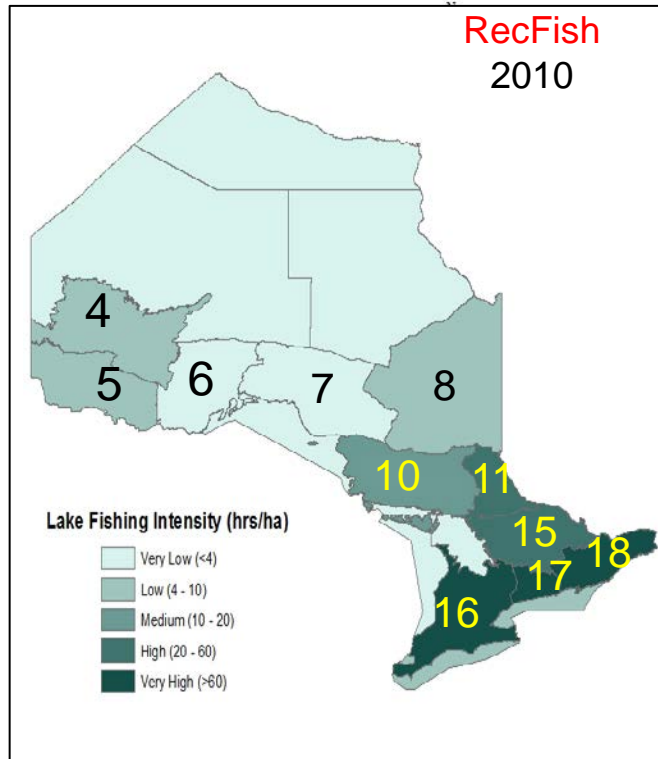 RecFish
2010
4
5
6
7
8
10
11
15
18
17
16
Lake Fishing Intensity (hrs/ha)
Very Low (<4)
Low (4 - 10)
Medium (10 - 20)
High (20 - 60)
Very High (>60)